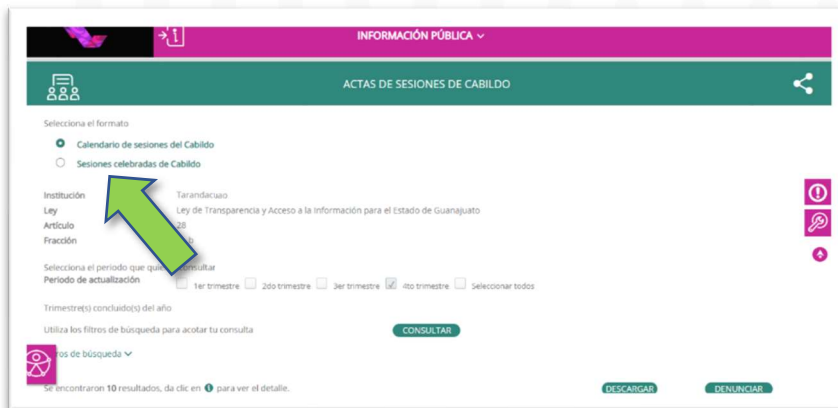 INFORMACIÓN PÚBLICA
ACTAS DE SESIONES DE CABILDO
Selecciona el formato
Calendario de sesiones del Cabildo
Sesiones celebradas de Cabildo
Institución Tarandacuao
Ley Ley de Transparencia y Acceso a la Información para el Estado de Guanajuato
Artículo 28
Fracción b
Selecciona el periodo que consultar
Periodo de actualización 1er trimestre 2do trimestre 3er trimestre 4to trimestre Seleccionar todos
Trimestre(s) concluido(s) del año
Utiliza los filtros de búsqueda para acotar tu consulta CONSULTAR
ros de búsqueda
Se encontraron 10 resultados, da clic en para ver el detalle. DESCARGAR DENUNCIAR